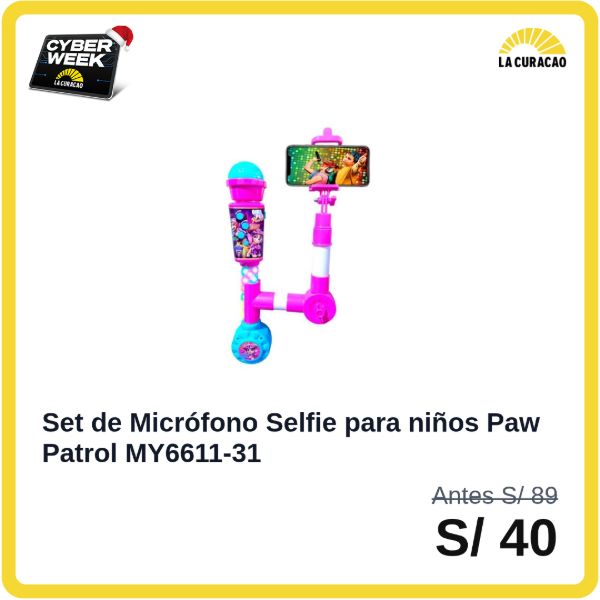 CYBER
WEEK
LA CURACAO
LA CURACAO
Set de Micrófono Selfie para niños Paw
Patrol MY6611-31
Antes S/ 89
S/ 40